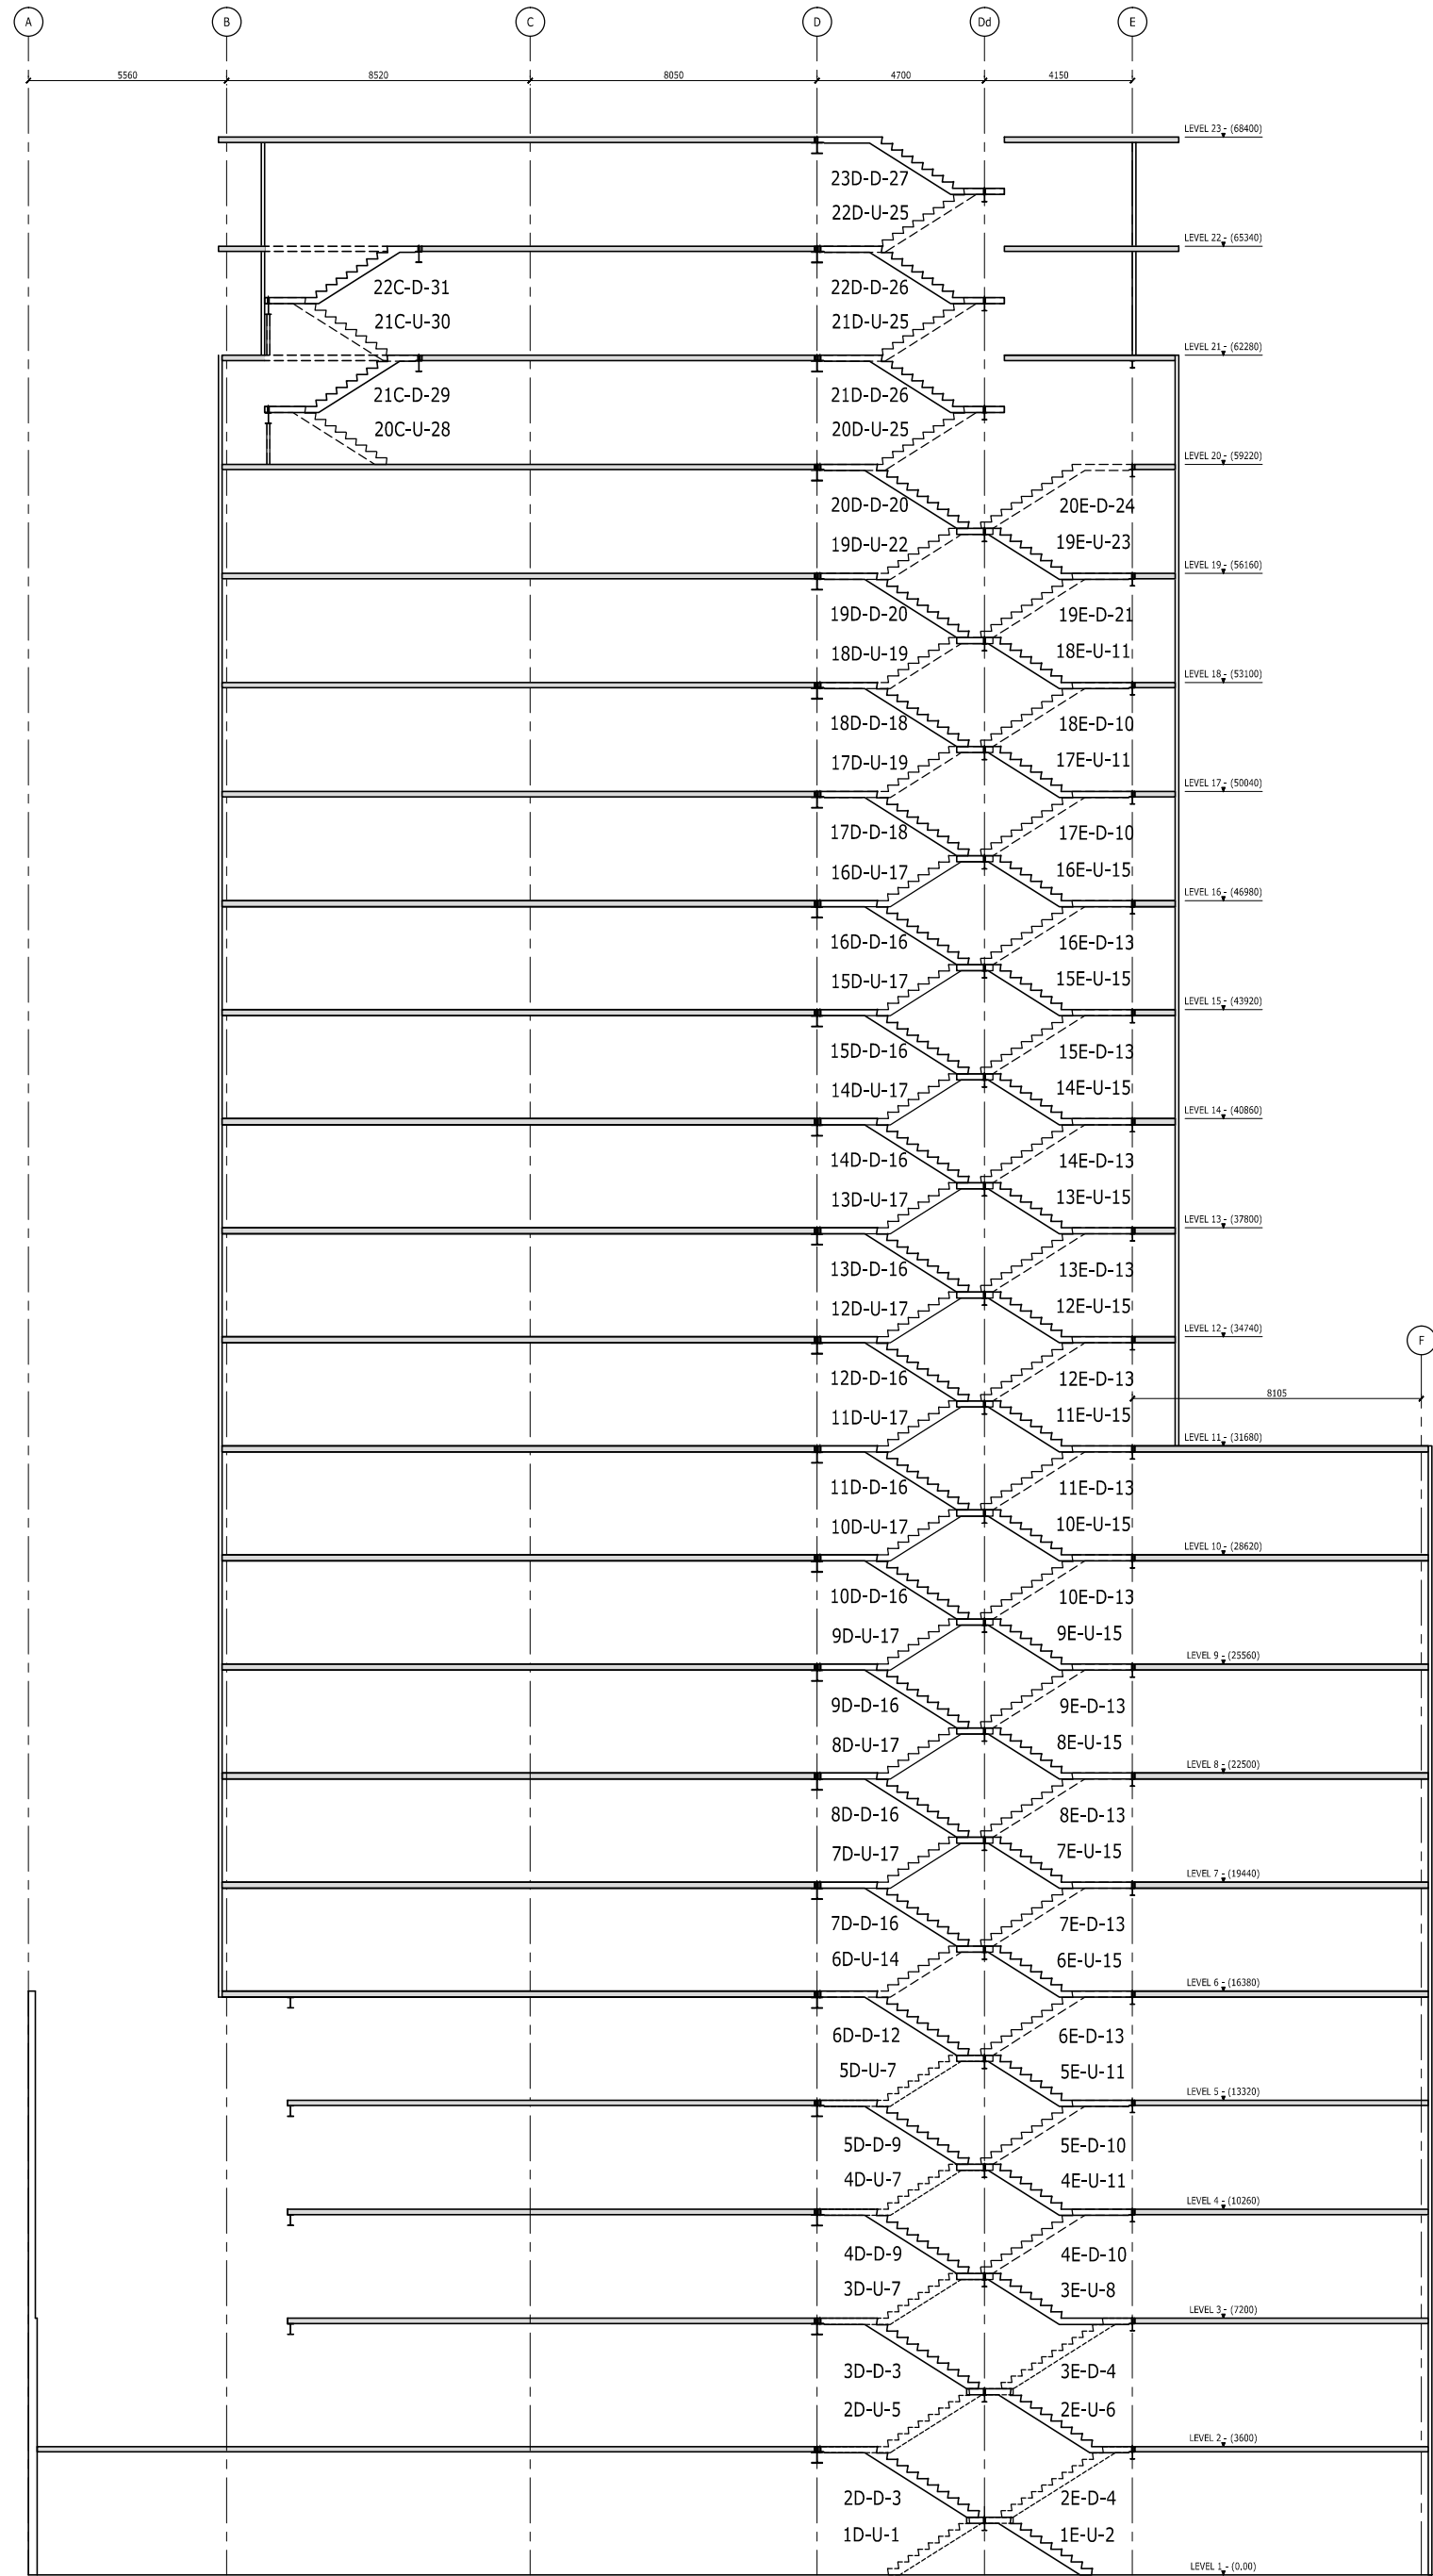 A B C D Dd E
5560 8520 8050 4700 4150
LEVEL 23 - (68400)
23D-D-27
22D-U-25
LEVEL 22 - (65340)
22C-D-31 22D-D-26
21C-U-30 21D-U-25
LEVEL 21 - (62280)
21C-D-29 21D-D-26
20C-U-28 20D-U-25
LEVEL 20 - (59220)
20D-D-20 20E-D-24
19D-U-22 19E-U-23
LEVEL 19 - (56160)
19D-D-20 19E-D-21
18D-U-19 18E-U-11
LEVEL 18 - (53100)
18D-D-18 18E-D-10
17D-U-19 17E-U-11
LEVEL 17 - (50040)
17D-D-18 17E-D-10
16D-U-17 16E-U-15
LEVEL 16 - (46980)
16D-D-16 16E-D-13
15D-U-17 15E-U-15
LEVEL 15 - (43920)
15D-D-16 15E-D-13
14D-U-17 14E-U-15
LEVEL 14 - (40860)
14D-D-16 14E-D-13
13D-U-17 13E-U-15
LEVEL 13 - (37800)
13D-D-16 13E-D-13
12D-U-17 12E-U-15
LEVEL 12 - (34740)
F
12D-D-16 12E-D-13
8105
11D-U-17 11E-U-15
LEVEL 11 - (31680)
11D-D-16 11E-D-13
10D-U-17 10E-U-15
LEVEL 10 - (28620)
10D-D-16 10E-D-13
9D-U-17 9E-U-15
LEVEL 9 - (25560)
9D-D-16 9E-D-13
8D-U-17 8E-U-15
LEVEL 8 - (22500)
8D-D-16 8E-D-13
7D-U-17 7E-U-15
LEVEL 7 - (19440)
7D-D-16 7E-D-13
6D-U-14 6E-U-15
LEVEL 6 - (16380)
6D-D-12 6E-D-13
5D-U-7 5E-U-11
LEVEL 5 - (13320)
5D-D-9 5E-D-10
4D-U-7 4E-U-11
LEVEL 4 - (10260)
4D-D-9 4E-D-10
3D-U-7 3E-U-8
LEVEL 3 - (7200)
3D-D-3 3E-D-4
2D-U-5 2E-U-6
LEVEL 2 - (3600)
2D-D-3 2E-D-4
1D-U-1 1E-U-2
LEVEL 1 - (0.00)